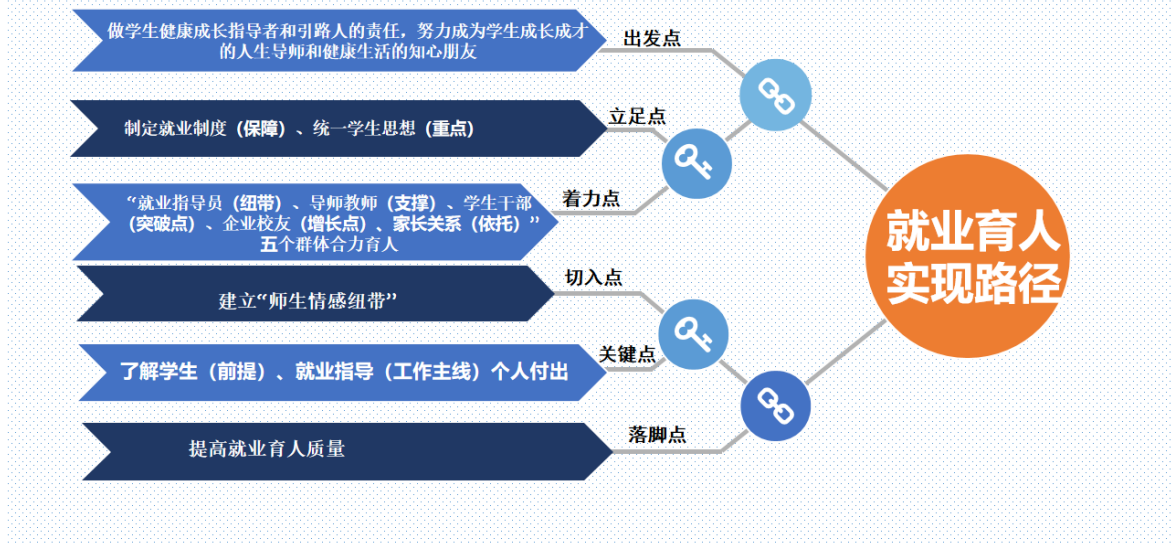 做学生健康成长指导者和引路人的责任，努力成为学生成长成才
的人生导师和健康生活的知心朋友
出发点
制定就业制度（保障）、统一学生思想（重点）
立足点
“就业指导员（纽带）、导师教师（支撑）、学生干部
（突破点）、企业校友（增长点）、家长关系（依托）”
五个群体合力育人
着力点
建立“师生情感纽带”
切入点
了解学生（前提）、就业指导（工作主线）个人付出
关键点
提高就业育人质量
落脚点
就业育人
实现路径